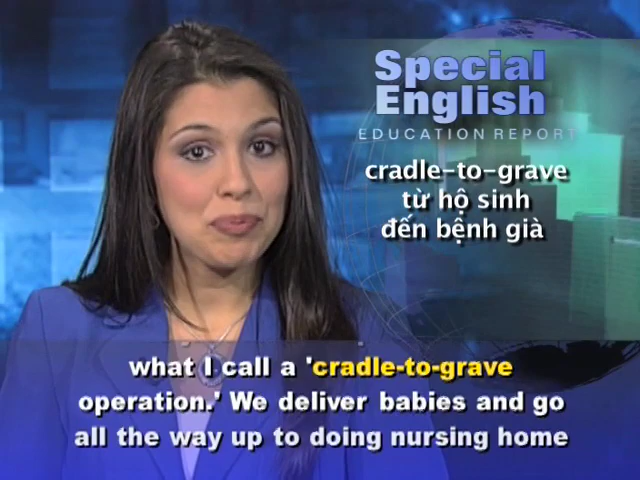 Special
English
EDUCATION REPORT
cradle-to-grave
từ hộ sinh
đến bệnh già
what I call a 'cradle-to-grave
operation.' We deliver babies and go
all the way up to doing nursing home